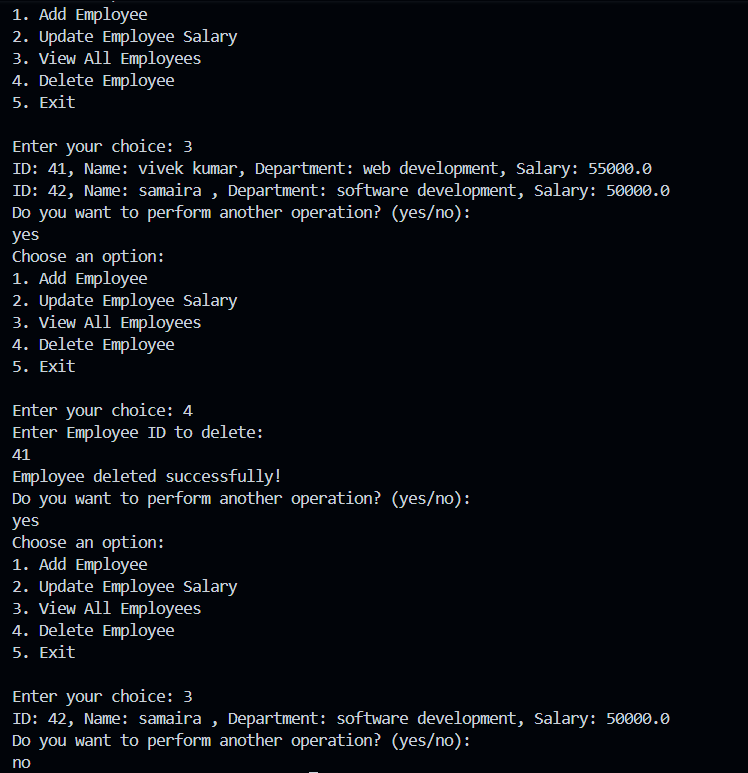 1. Add Employee
2. Update Employee Salary
3. View All Employees
4. Delete Employee
5. Exit
Enter your choice: 3
ID: 41, Name: vivek kumar, Department: web development, Salary: 55000.0
ID: 42, Name: samaira , Department: software development, Salary: 50000.0
Do you want to perform another operation? (yes/no):
yes
Choose an option:
1. Add Employee
2. Update Employee Salary
3. View All Employees
4. Delete Employee
5. Exit
Enter your choice: 4
Enter Employee ID to delete:
41
Employee deleted successfully!
Do you want to perform another operation? (yes/no):
yes
Choose an option:
1. Add Employee
2. Update Employee Salary
3. View All Employees
4. Delete Employee
5. Exit
Enter your choice: 3
ID: 42, Name: samaira , Department: software development, Salary: 50000.0
Do you want to perform another operation? (yes/no):
no